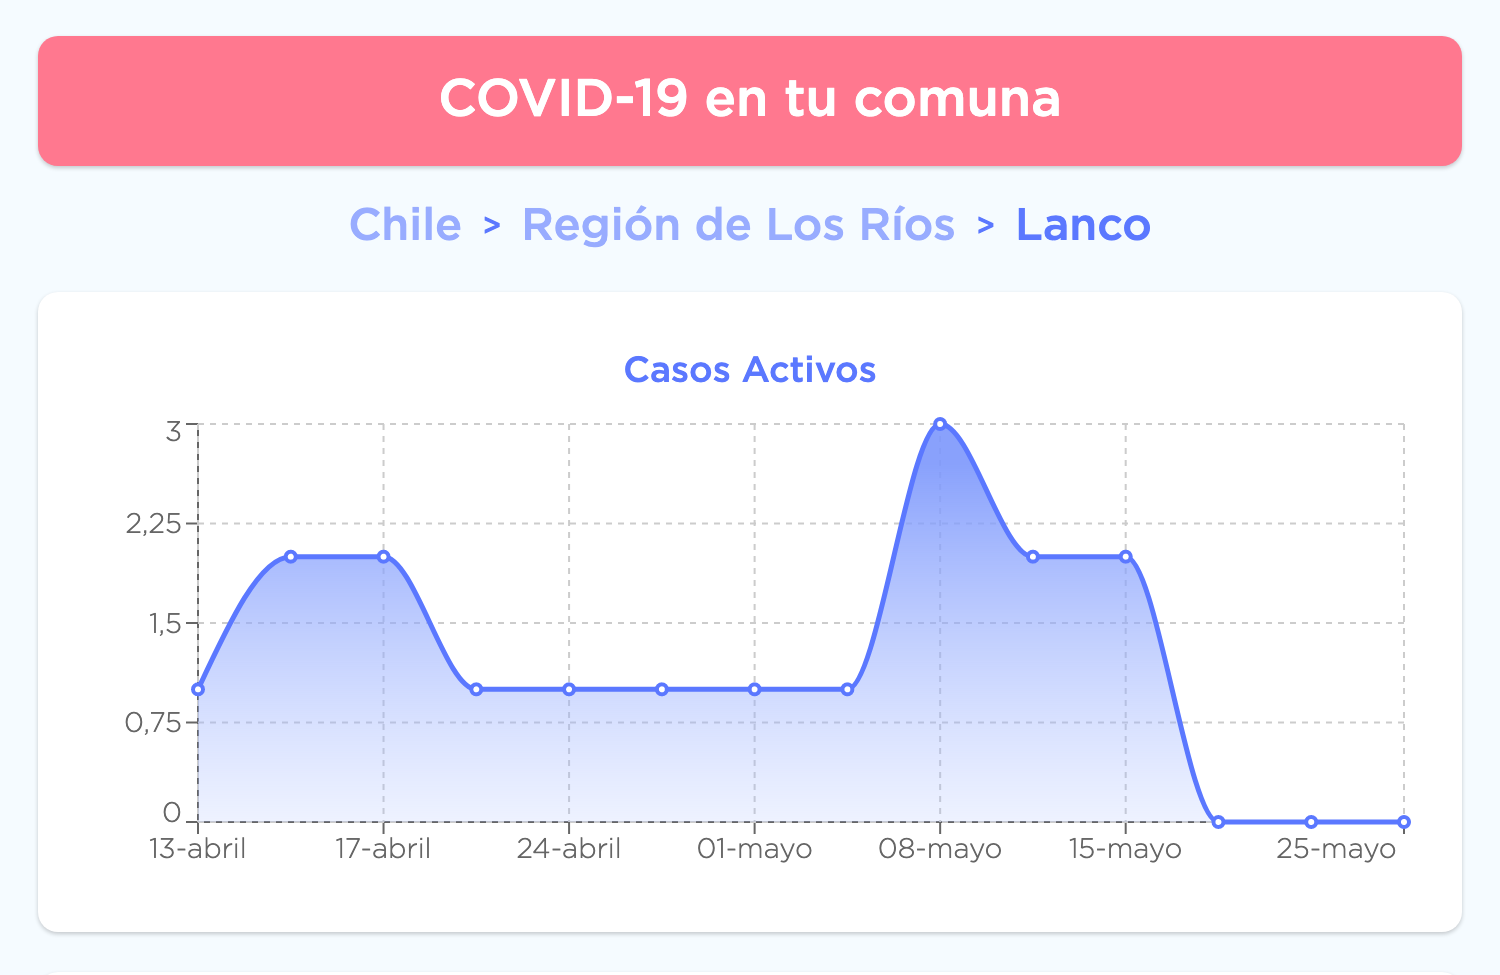 COVID-19 en tu comuna
Chile > Región de Los Ríos > Lanco
Casos Activos
3
2,25
1,5
0,75
0
13-abril 17-abril 24-abril 01-mayo 08-mayo 15-mayo 25-mayo